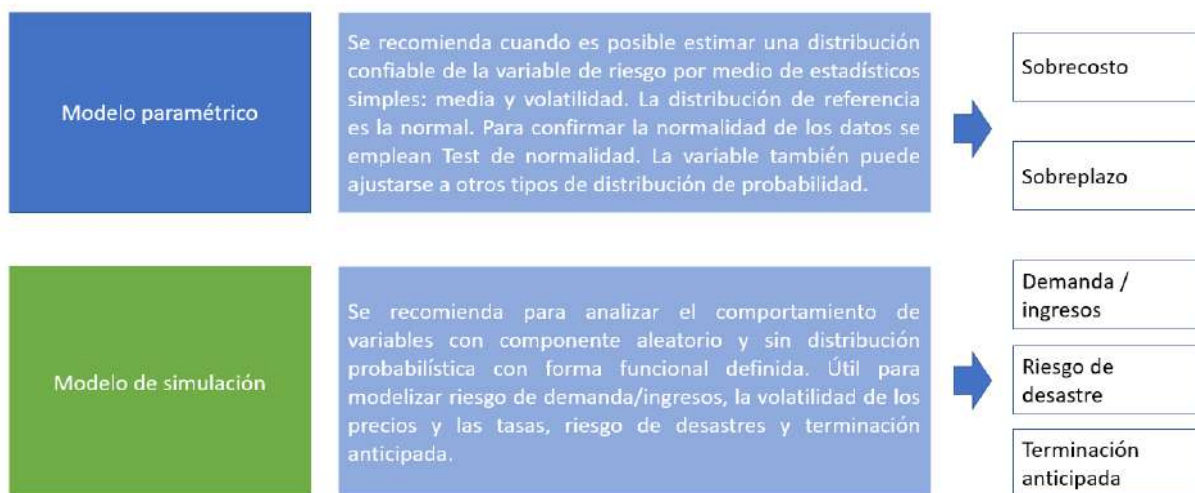 Modelo paramétrico
Se recomienda cuando es posible estimar una distribución
confiable de la variable de riesgo por medio de estadísticos
simples: media y volatilidad. La distribución de referencia
es la normal. Para confirmar la normalidad de los datos se
emplean Test de normalidad. La variable también puede
ajustarse a otros tipos de distribución de probabilidad.
Sobrecosto
Sobreplazo
Modelo de simulación
Se recomienda para analizar el comportamiento de
variables con componente aleatorio y sin distribución
probabilística con forma funcional definida. Útil para
modelizar riesgo de demanda/ingresos, la volatilidad de los
precios y las tasas, riesgo de desastres y terminación
anticipada.
Demanda /
ingresos
Riesgo de
desastre
Terminación
anticipada